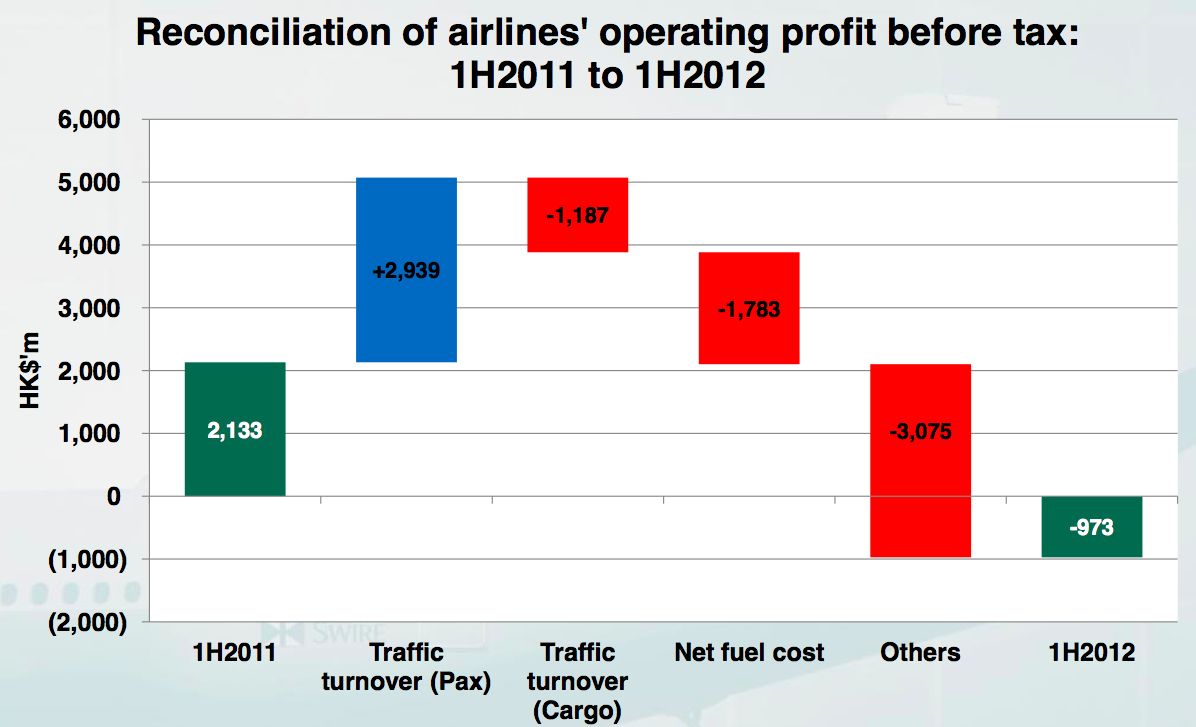 Reconciliation of airlines' operating profit before tax:
1H2011 to 1H2012
HK$'m
6,000
5,000
4,000
3,000
2,000
1,000
0
(1,000)
(2,000)
2,133
+2,939
-1,187
-1,783
-3,075
-973
SWIRE
1H2011
Traffic
turnover (Pax)
Traffic
turnover
(Cargo)
Net fuel cost
Others
1H2012